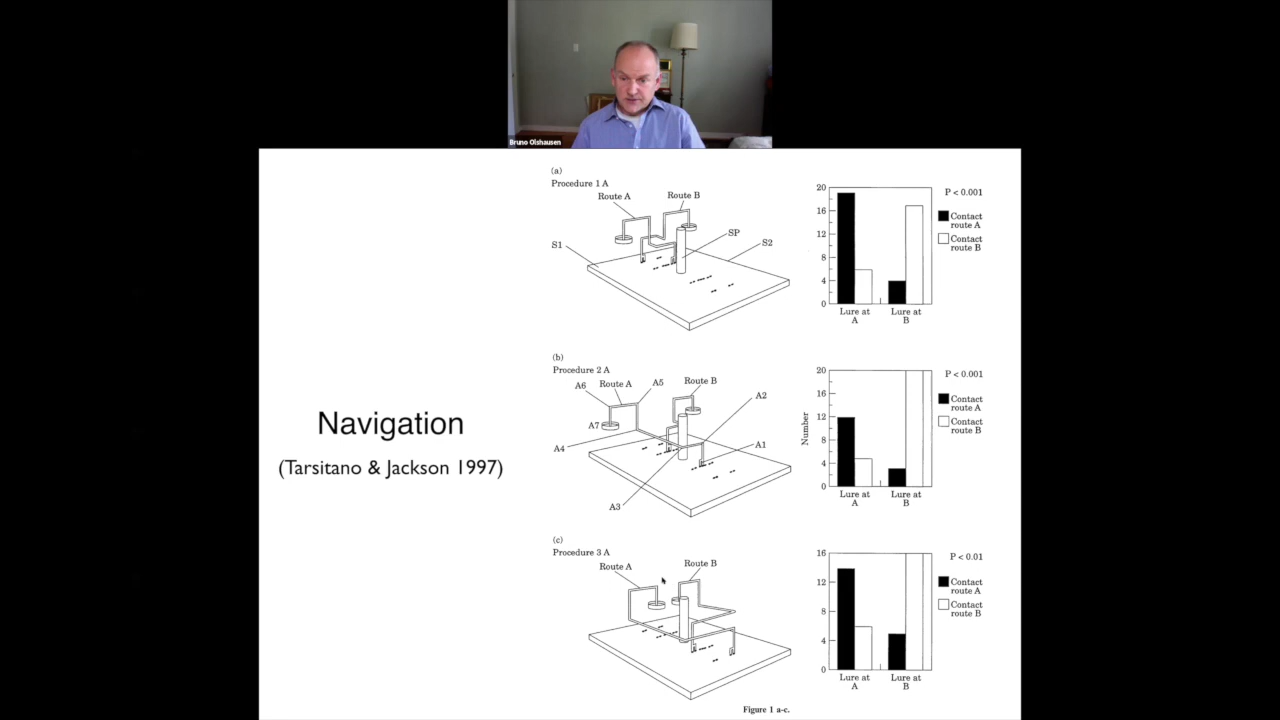 Bruno Olshausen
Navigation
(Tarsitano & Jackson 1997)
(a)
Procedure 1 A
Route A
Route B
S1
SP
S2
20
16
12
8
4
0
Lure at
A
Lure at
B
P < 0.001
Contact
route A
Contact
route B
(b)
Procedure 2 A
A6
Route A
A5
Route B
A2
A7
A4
A1
A3
Number
20
16
12
8
4
0
Lure at
A
Lure at
B
P < 0.001
Contact
route A
Contact
route B
(c)
Procedure 3 A
Route A
Route B
16
12
8
4
0
Lure at
A
Lure at
B
P < 0.01
Contact
route A
Contact
route B
Figure 1 a-c.